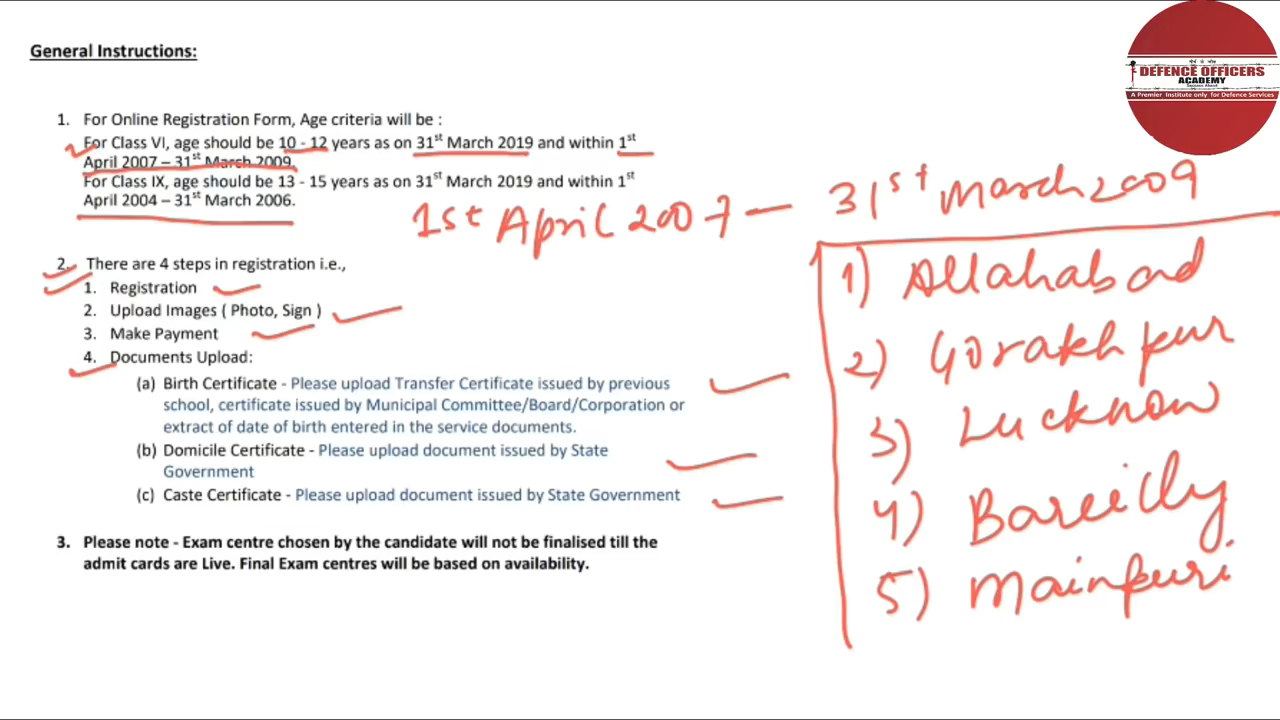 General Instructions:
शौर्य से जीत
DEFENCE OFFICERS
ACADEMY
A Premier Institute only for Defence Services
1. For Online Registration Form, Age criteria will be :
For Class VI, age should be 10 - 12 years as on 31st March 2019 and within 1st
April 2007 – 31st March 2009.
For Class IX, age should be 13 - 15 years as on 31st March 2019 and within 1st
April 2004 – 31st March 2006.
1st April 2007 — 31st March 2009
2. There are 4 steps in registration i.e.,
1. Registration
2. Upload Images ( Photo, Sign )
3. Make Payment
4. Documents Upload:
(a) Birth Certificate - Please upload Transfer Certificate issued by previous
school, certificate issued by Municipal Committee/Board/Corporation or
extract of date of birth entered in the service documents.
(b) Domicile Certificate - Please upload document issued by State
Government
(c) Caste Certificate - Please upload document issued by State Government
3. Please note - Exam centre chosen by the candidate will not be finalised till the
admit cards are Live. Final Exam centres will be based on availability.
1) Allahabad
2) Gorakhpur
3) Lucknow
4) Bareilly
5) Mainpuri